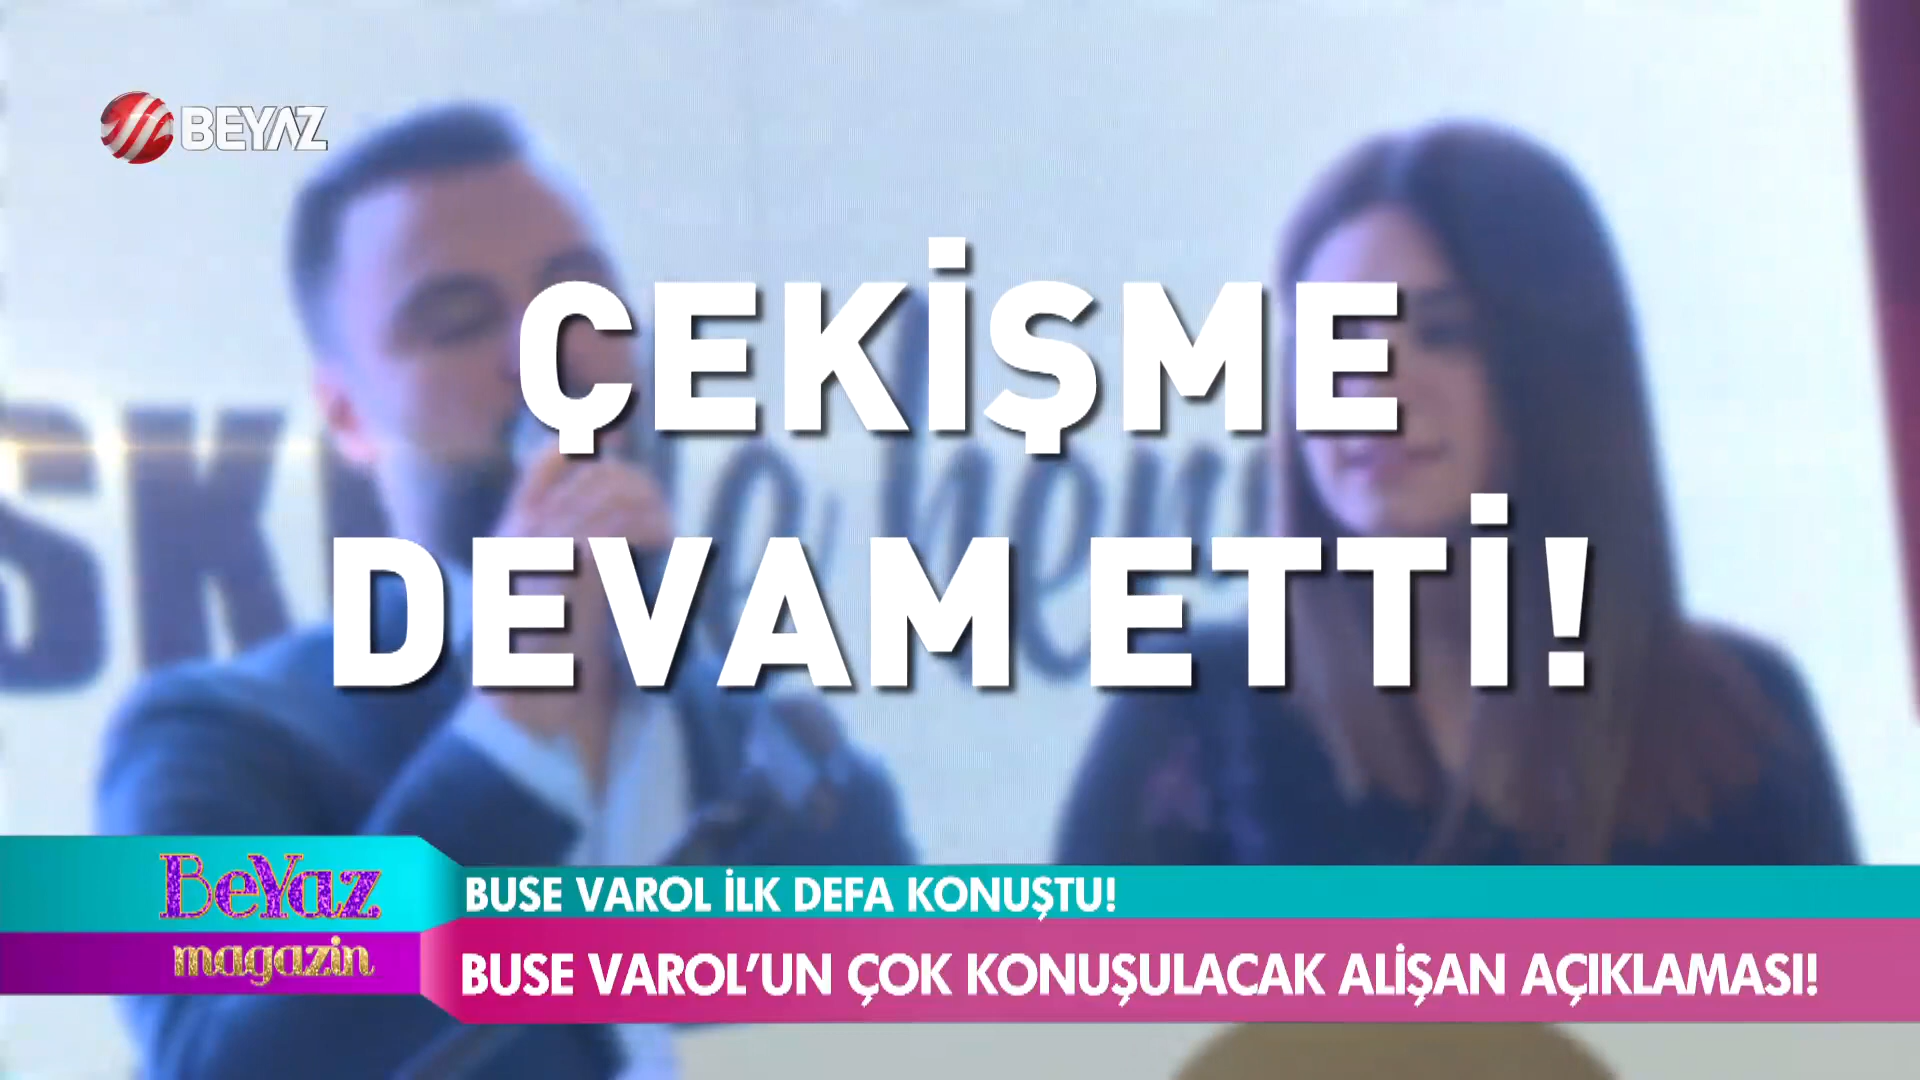 BEYAZ
ÇEKİŞME
DEVAM ETTİ!
BeYaz
magazin
BUSE VAROL İLK DEFA KONUŞTU!
BUSE VAROL'UN ÇOK KONUŞULACAK ALİŞAN AÇIKLAMASI!